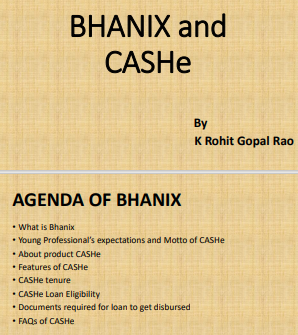 BHANIX and
CASHe
By
K Rohit Gopal Rao
AGENDA OF BHANIX
• What is Bhanix
• Young Professional's expectations and Motto of CASHe
• About product CASHe
• Features of CASHe
• CASHe tenure
• CASHe Loan Eligibility
• Documents required for loan to get disbursed
• FAQs of CASHe